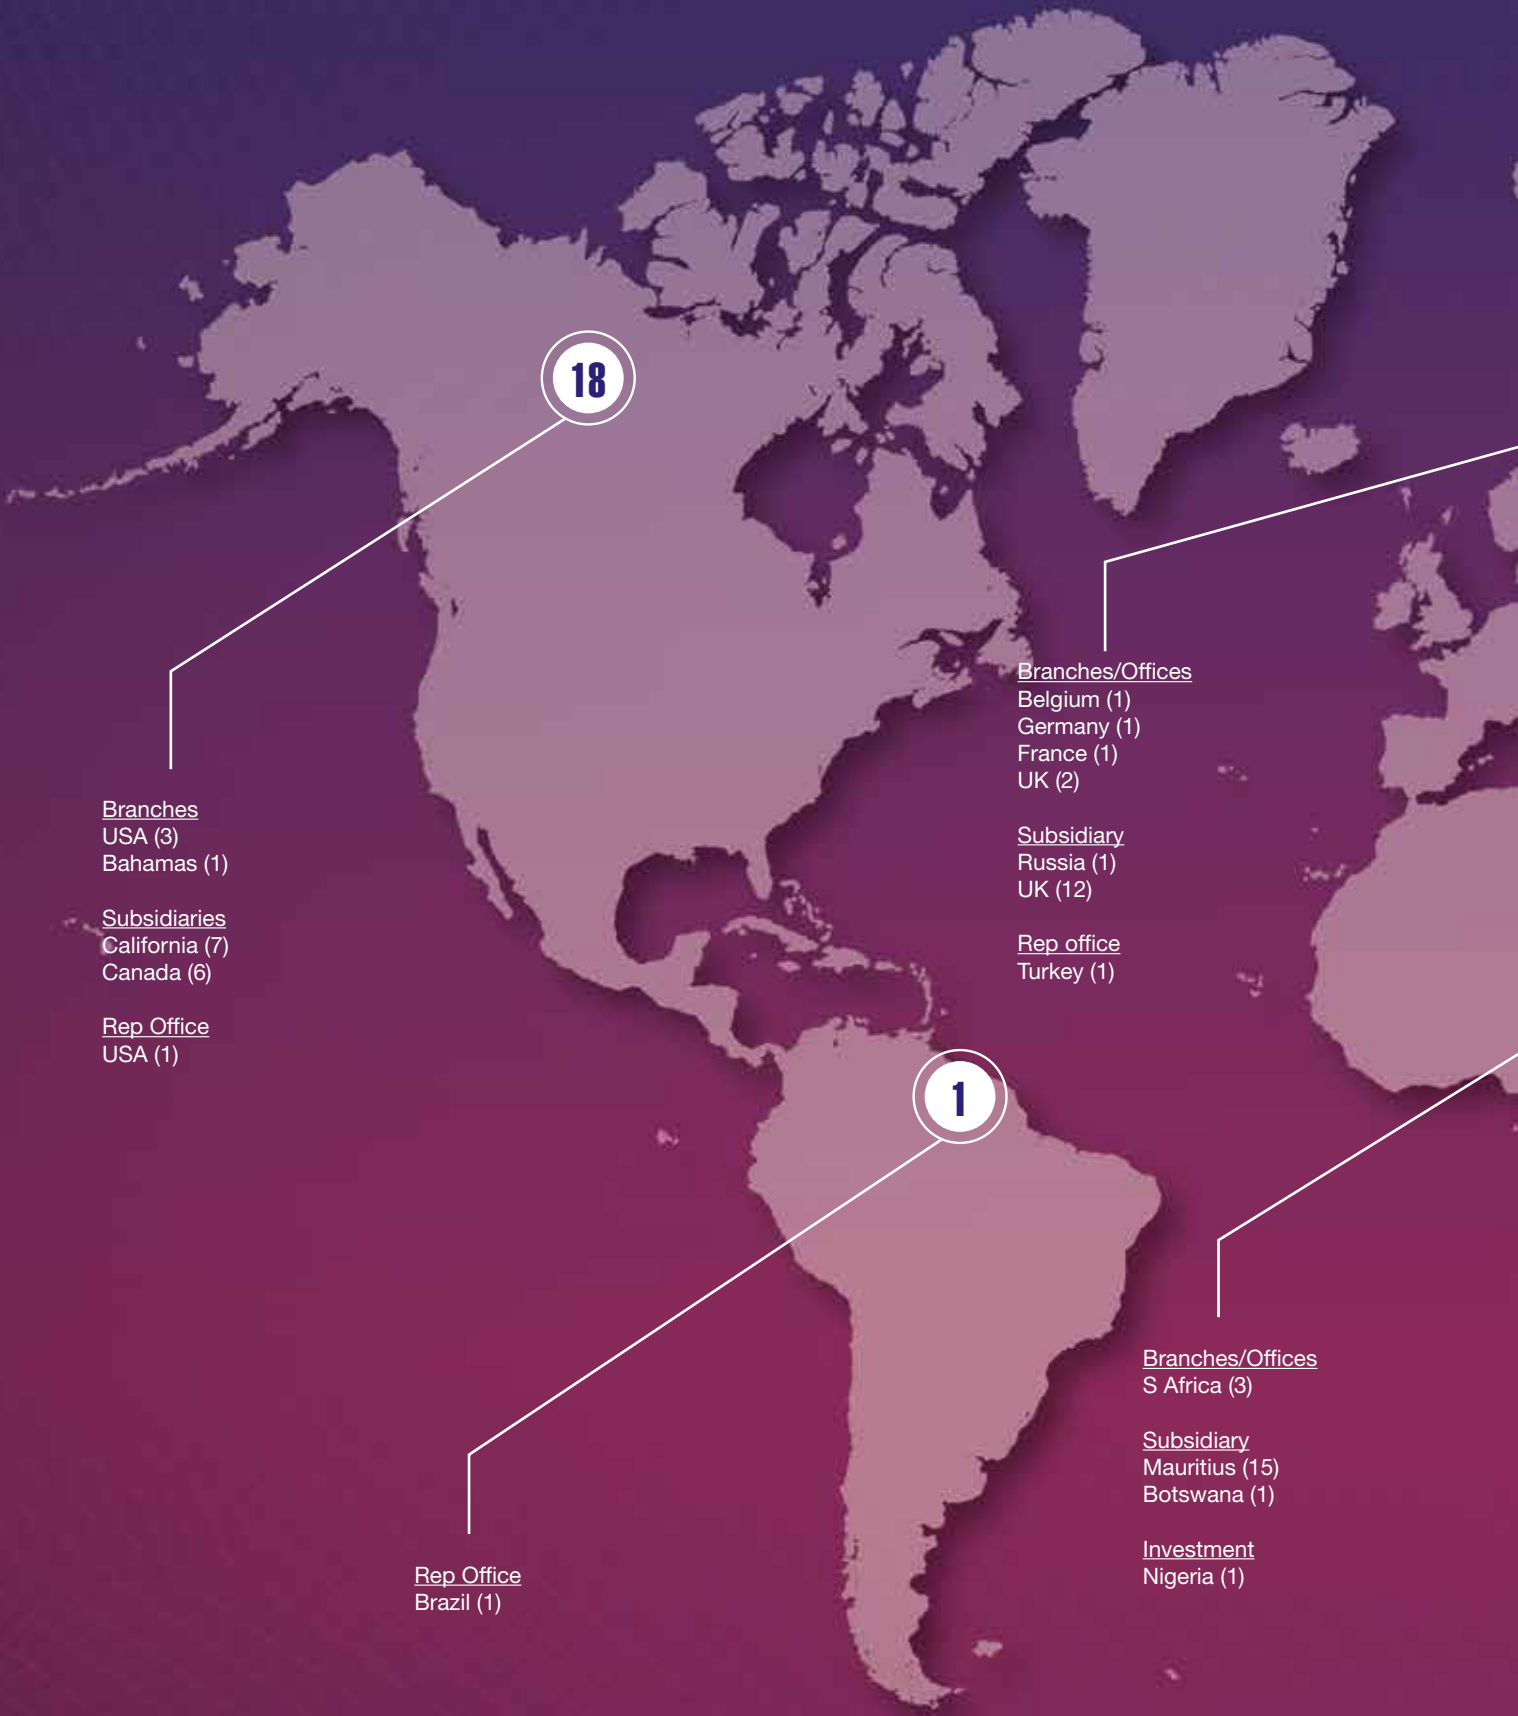 18
Branches
USA (3)
Bahamas (1)
Subsidiaries
California (7)
Canada (6)
Rep Office
USA (1)
Branches/Offices
Belgium (1)
Germany (1)
France (1)
UK (2)
Subsidiary
Russia (1)
UK (12)
Rep office
Turkey (1)
1
Rep Office
Brazil (1)
Branches/Offices
S Africa (3)
Subsidiary
Mauritius (15)
Botswana (1)
Investment
Nigeria (1)